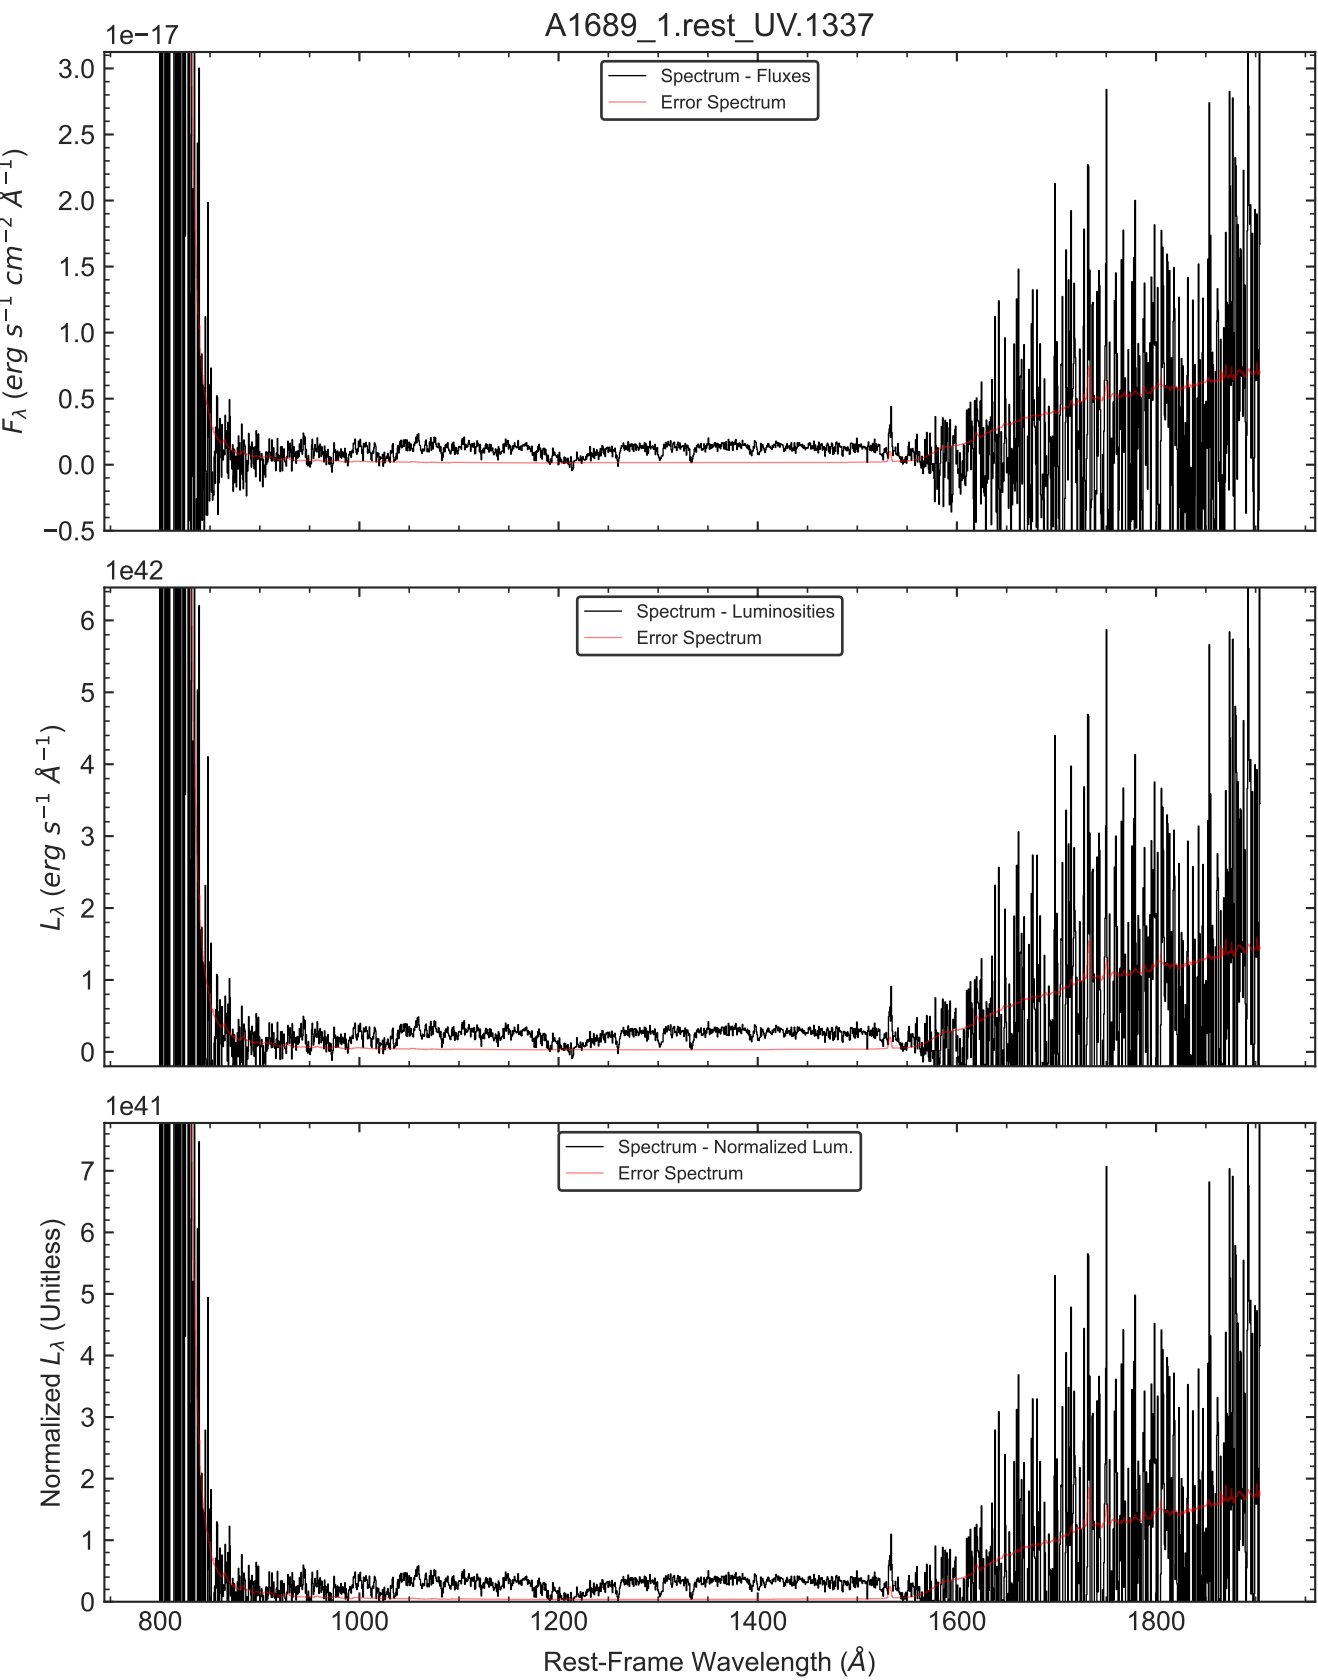 A1689_1.rest_UV.1337
1e−17
Spectrum - Fluxes
Error Spectrum
3.0
2.5
2.0
1.5
1.0
0.5
0.0
−0.5
Fλ (erg s−1 cm−2 Å−1)
1e42
Spectrum - Luminosities
Error Spectrum
6
5
4
3
2
1
0
Lλ (erg s−1 Å−1)
1e41
Spectrum - Normalized Lum.
Error Spectrum
7
6
5
4
3
2
1
0
Normalized Lλ (Unitless)
800 1000 1200 1400 1600 1800
Rest-Frame Wavelength (Å)